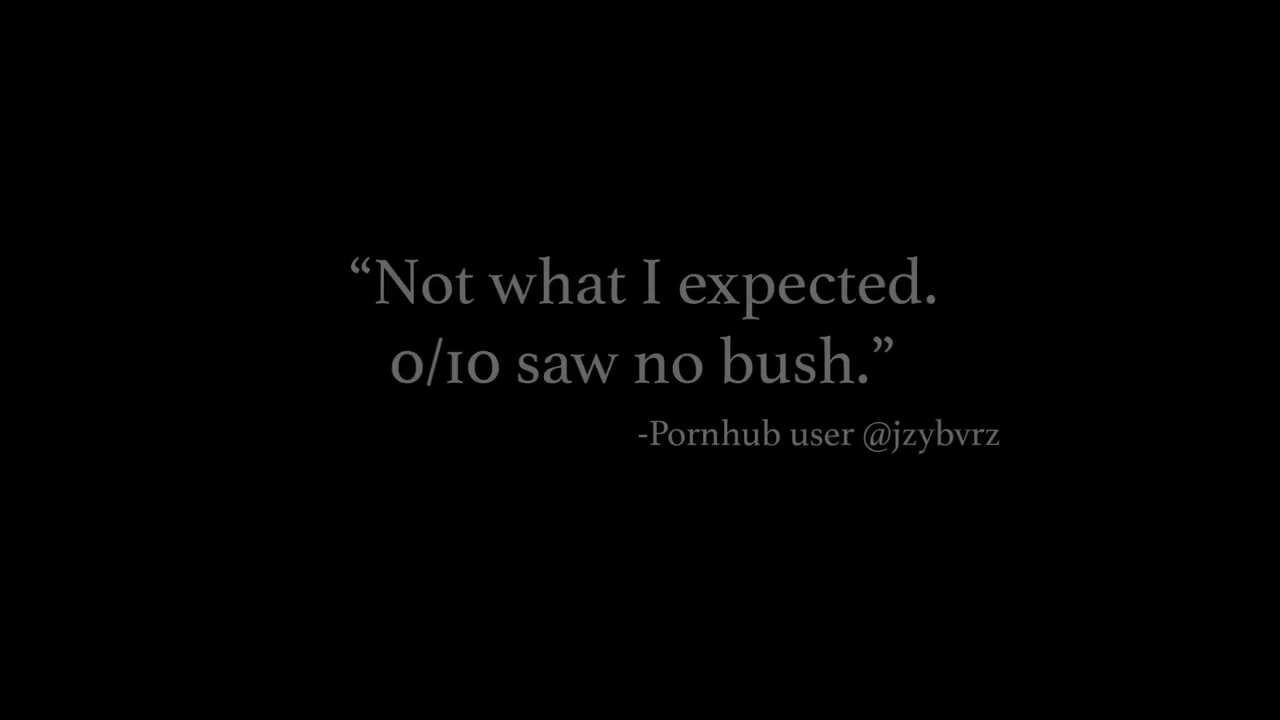 “Not what I expected.
0/10 saw no bush.”
-Pornhub user @jzybvrz